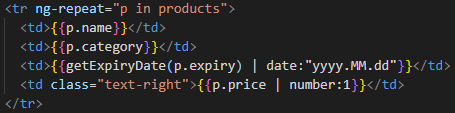 <tr ng-repeat="p in products">
<td>{{p.name}}</td>
<td>{{p.category}}</td>
<td>{{getExpiryDate(p.expiry) | date:"yyyy.MM.dd"}}</td>
<td class="text-right">{{p.price | number:1}}</td>
</tr>